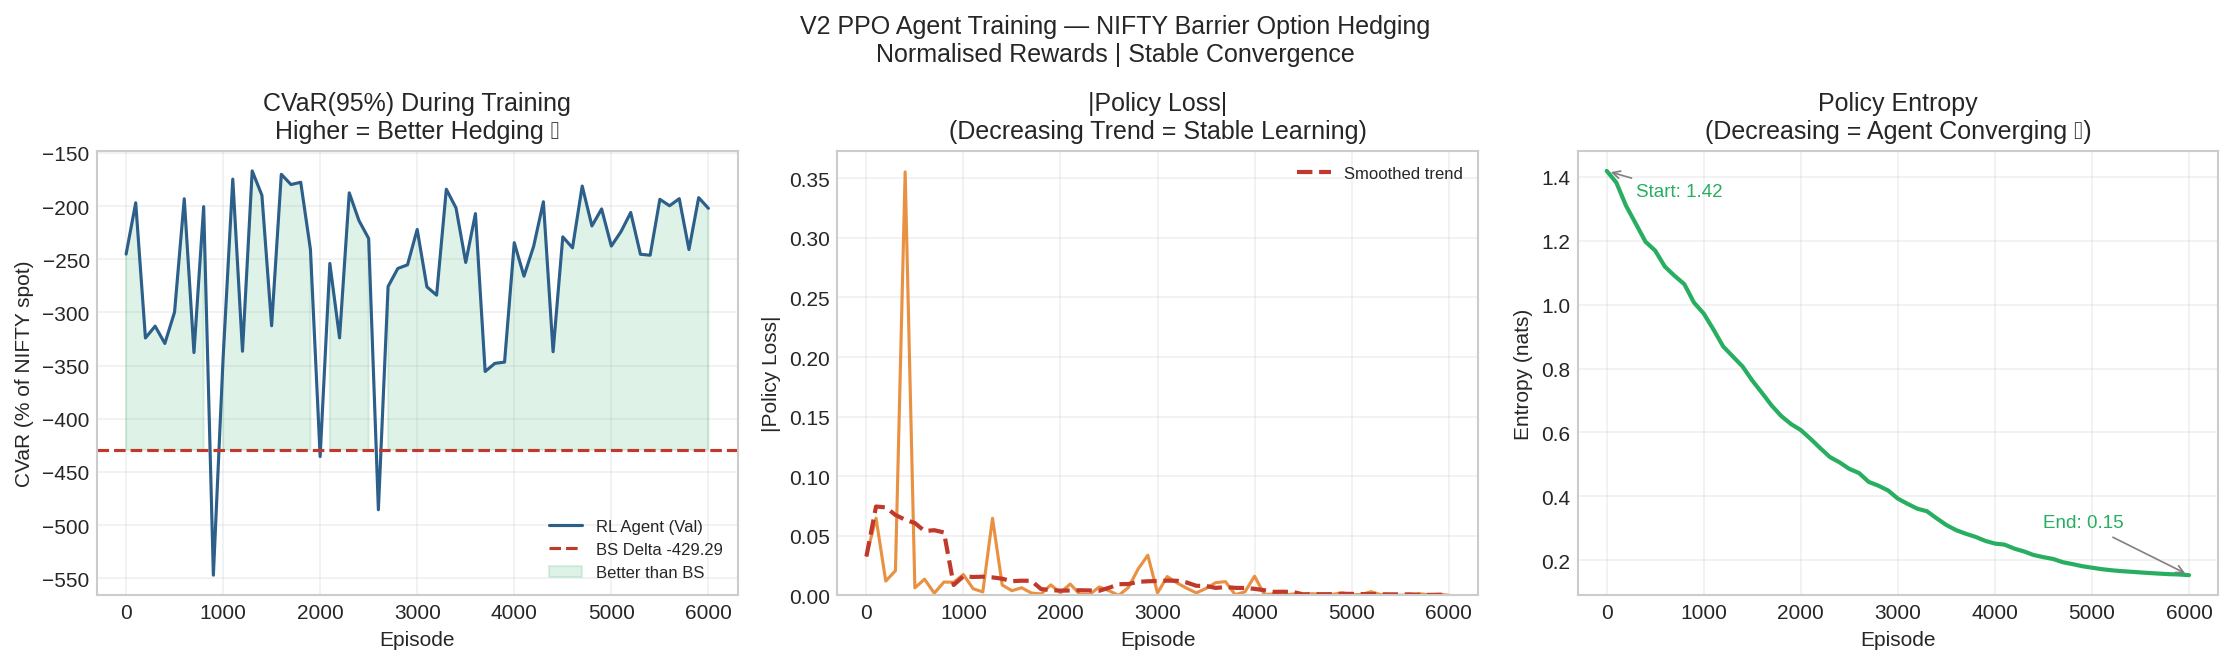 V2 PPO Agent Training — NIFTY Barrier Option Hedging
Normalised Rewards | Stable Convergence
CVaR(95%) During Training
Higher = Better Hedging ▯
−150
−200
−250
−300
−350
−400
−450
−500
−550
CVaR (% of NIFTY spot)
RL Agent (Val)
BS Delta -429.29
Better than BS
0 1000 2000 3000 4000 5000 6000
Episode
|Policy Loss|
(Decreasing Trend = Stable Learning)
0.35
0.30
0.25
0.20
0.15
0.10
0.05
0.00
|Policy Loss|
Smoothed trend
0 1000 2000 3000 4000 5000 6000
Episode
Policy Entropy
(Decreasing = Agent Converging ▯)
1.4
1.2
1.0
0.8
0.6
0.4
0.2
Entropy (nats)
Start: 1.42
End: 0.15
0 1000 2000 3000 4000 5000 6000
Episode